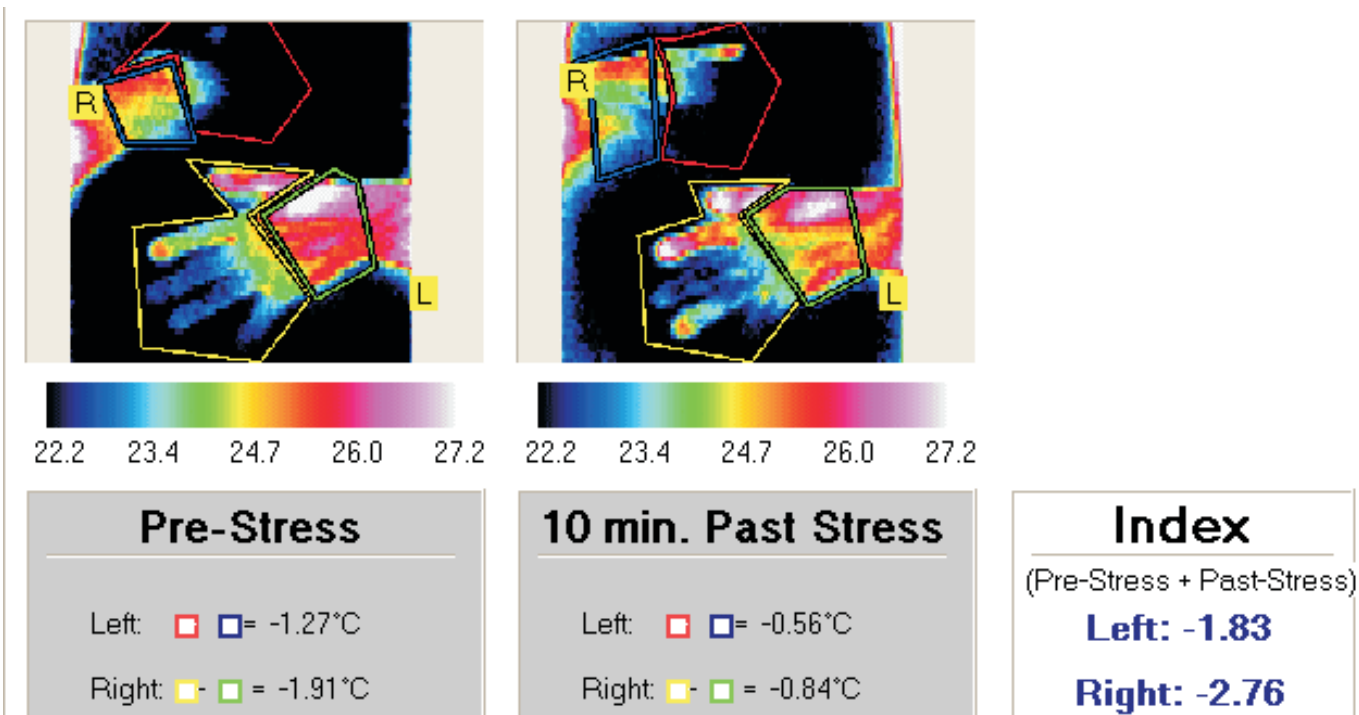 R
R
L
L
22.2 23.4 24.7 26.0 27.2
22.2 23.4 24.7 26.0 27.2
Pre-Stress
Left: = -1.27°C
Right: - = -1.91°C
10 min. Past Stress
Left: = -0.56°C
Right: - = -0.84°C
Index
(Pre-Stress + Past-Stress)
Left: -1.83
Right: -2.76